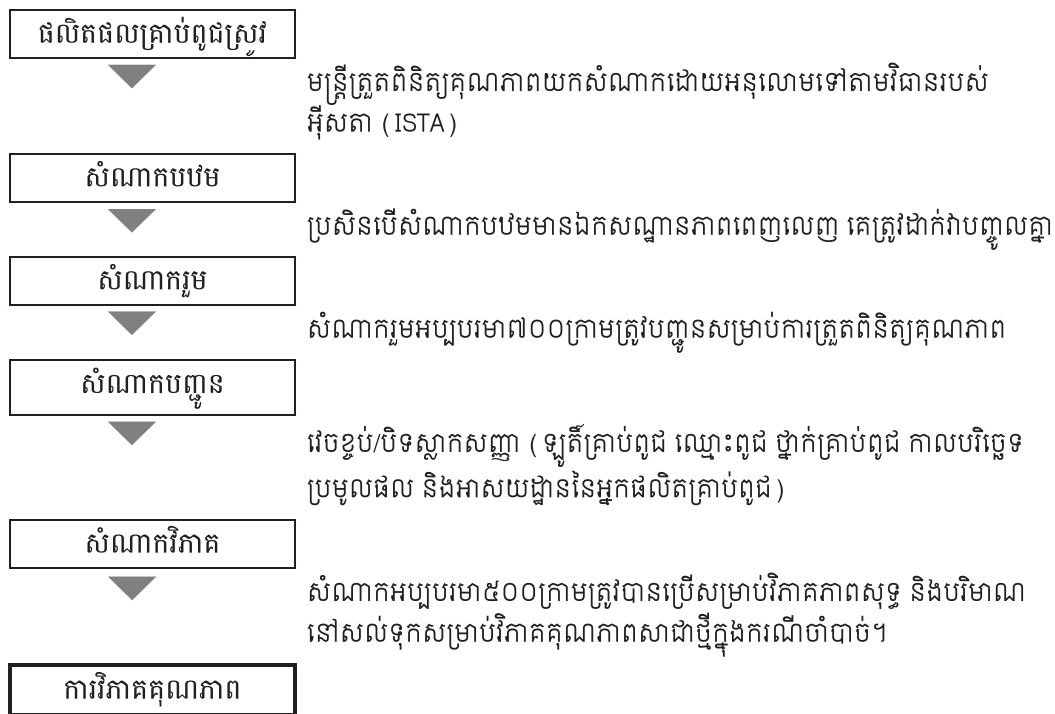 ផលិតផលគ្រាប់ពូជស្រូវ
មន្ត្រីត្រួតពិនិត្យគុណភាពយកសំណាកដោយអនុលោមទៅតាមវិធានរបស់
អ៊ីសតា (ISTA)
សំណាកបឋម
ប្រសិនបើសំណាកបឋមមានឯកសណ្ឋានភាពពេញលេញ គេត្រូវដាក់វាបញ្ចូលគ្នា
សំណាករួម
សំណាករួមអប្បបរមា៧០០ក្រាមត្រូវបញ្ជូនសម្រាប់ការត្រួតពិនិត្យគុណភាព
សំណាកបញ្ជូន
វេចខ្ចប់/បិទស្លាកសញ្ញា (ឡូតិ៍គ្រាប់ពូជ ឈ្មោះពូជ ថ្នាក់គ្រាប់ពូជ កាលបរិច្ឆេទ
ប្រមូលផល និងអាសយដ្ឋាននៃអ្នកផលិតគ្រាប់ពូជ)
សំណាកវិភាគ
សំណាកអប្បបរមា៥០០ក្រាមត្រូវបានប្រើសម្រាប់វិភាគភាពសុទ្ធ និងបរិមាណ
នៅសល់ទុកសម្រាប់វិភាគគុណភាពសាជាថ្មីក្នុងករណីចាំបាច់។
ការវិភាគគុណភាព